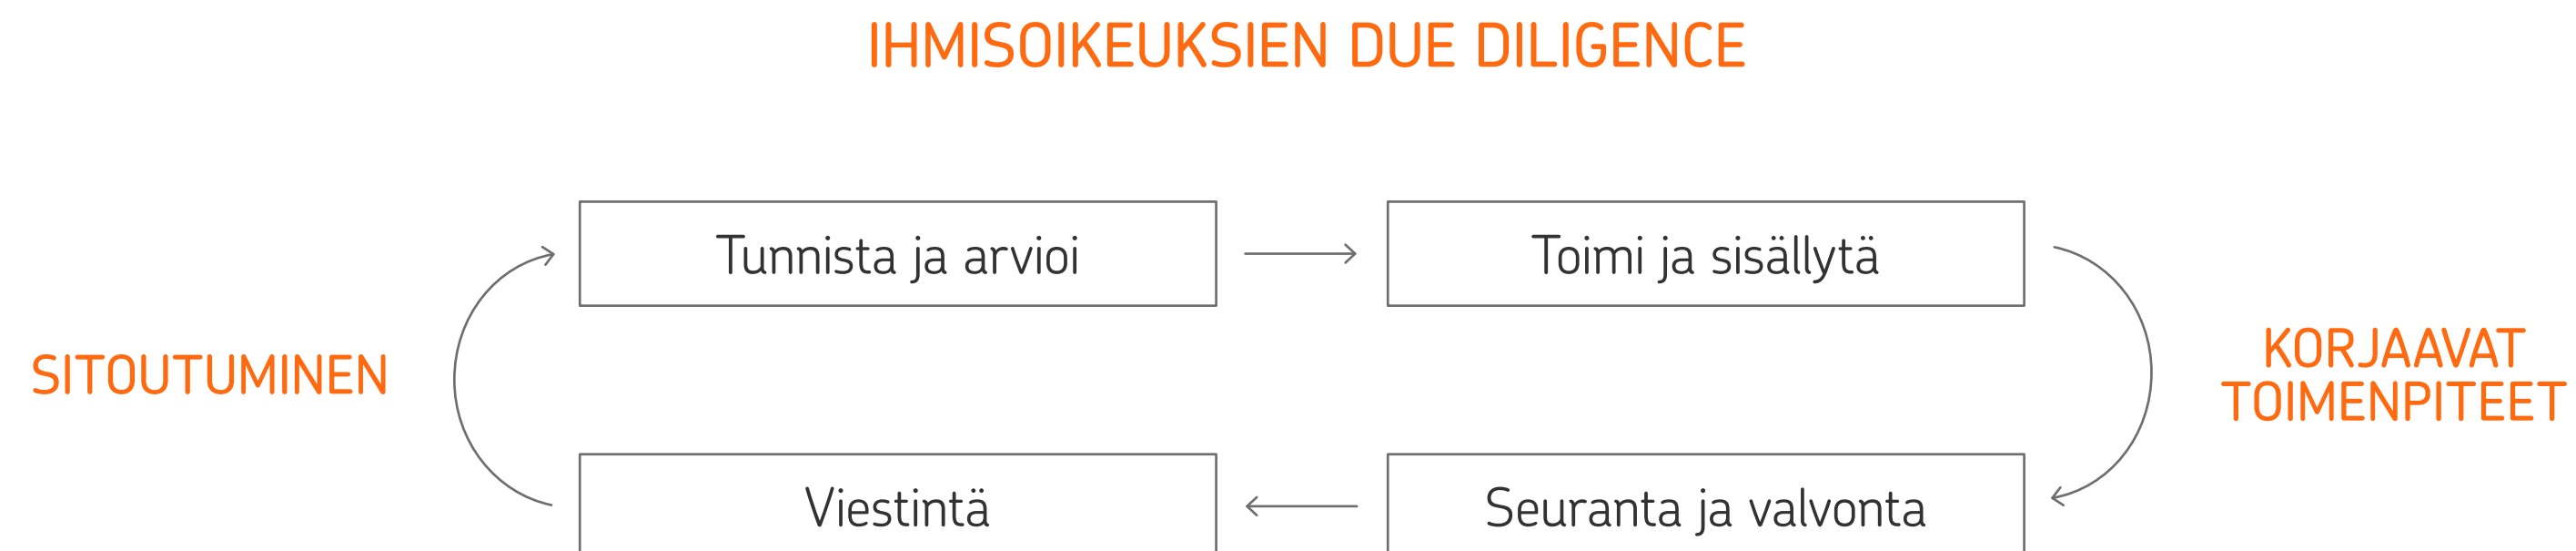 IHMISOIKEUKSIEN DUE DILIGENCE
Tunnista ja arvioi
Toimi ja sisällytä
SITOUTUMINEN
KORJAAVAT
TOIMENPITEET
Viestintä
Seuranta ja valvonta